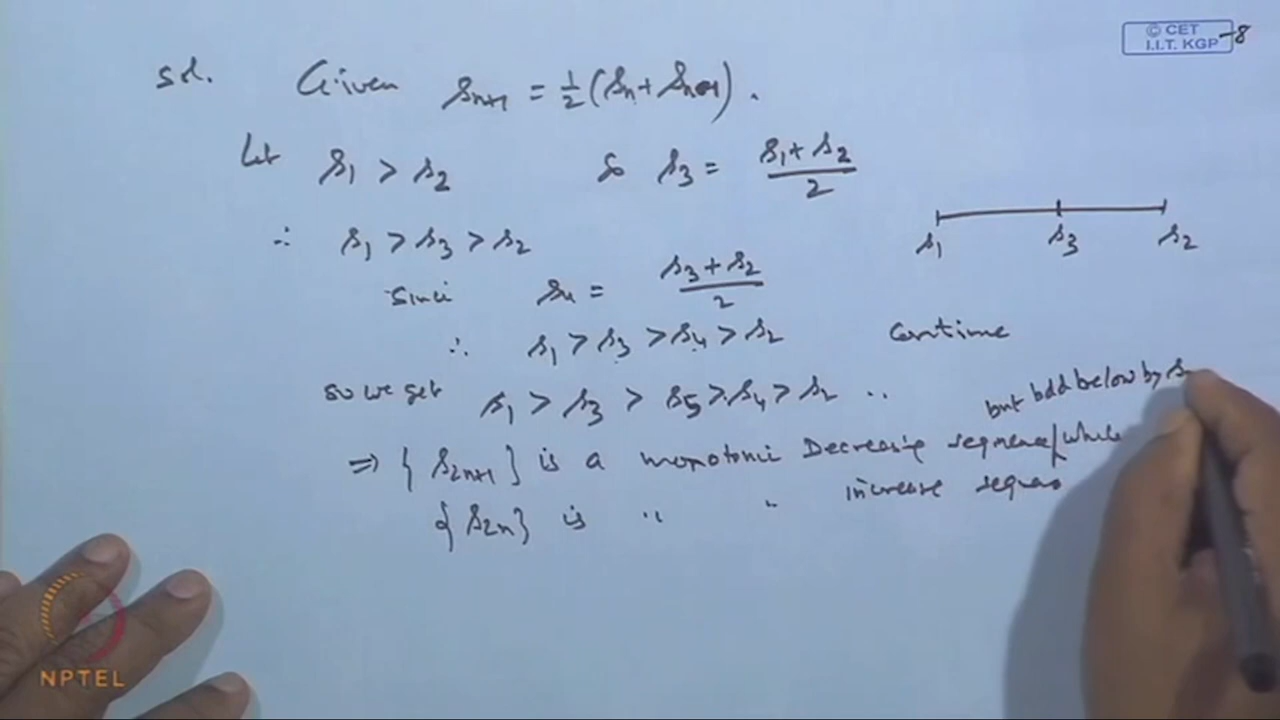 © CET
I.I.T. KGP -8
Sol. Given Sn+1 = 1/2 (Sn + Sn-1).
Let S1 > S2 So S3 = (S1 + S2)/2
∴ S1 > S3 > S2
S1 S3 S2
Since S4 = (S3 + S2)/2
∴ S1 > S3 > S4 > S2 Continue
so we get S1 > S3 > S5 > S4 > S2 ..
but bdd below by S
⇒ { S2n+1 } is a monotonic Decreasing sequence / while
{ S2n } is " " increase
NPTEL